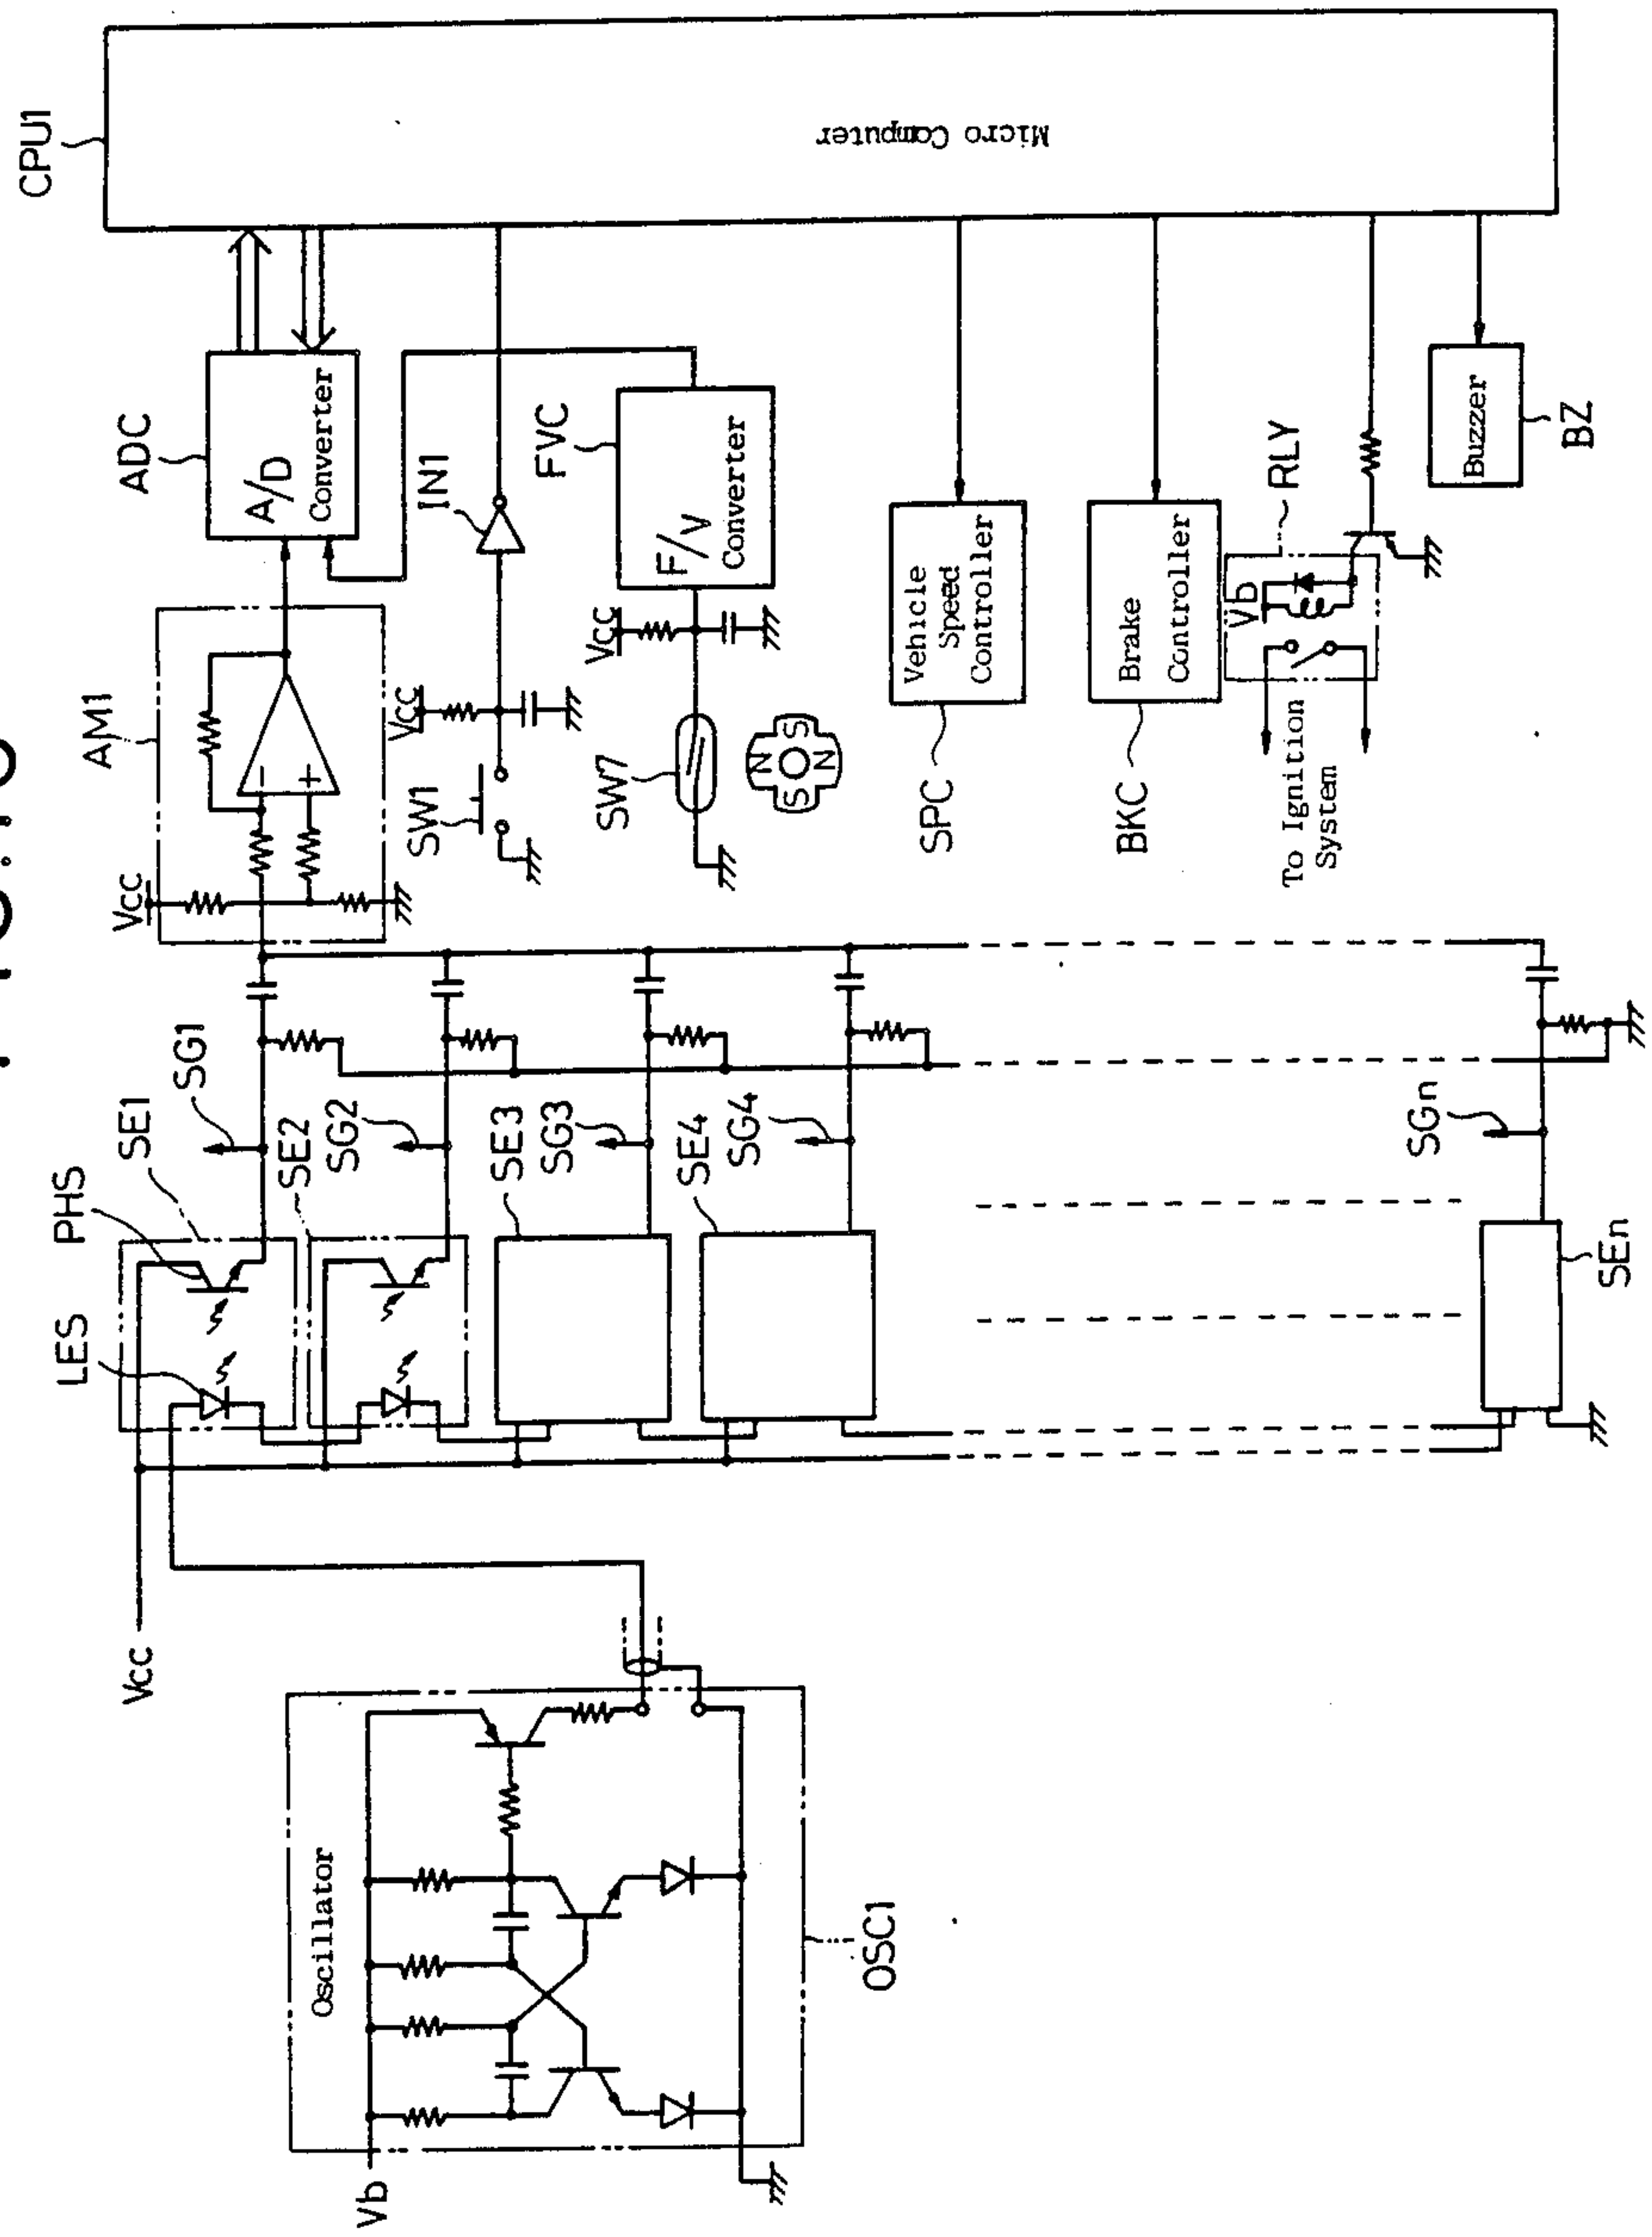 CPU1
Micro Computer
ADC
A/D
Converter
AM1
Vcc
IN1
Vcc
SW1
FVC
F/V
Converter
Vcc
SW7
N
S
S
N
Vehicle
Speed
Controller
SPC
Brake
Controller
BKC
RLY
Vb
To Ignition
System
Buzzer
BZ
LES
PHS
SE1
SG1
SE2
SG2
SE3
SG3
SE4
SG4
SGn
SEn
Vcc
Oscillator
OSC1
Vb